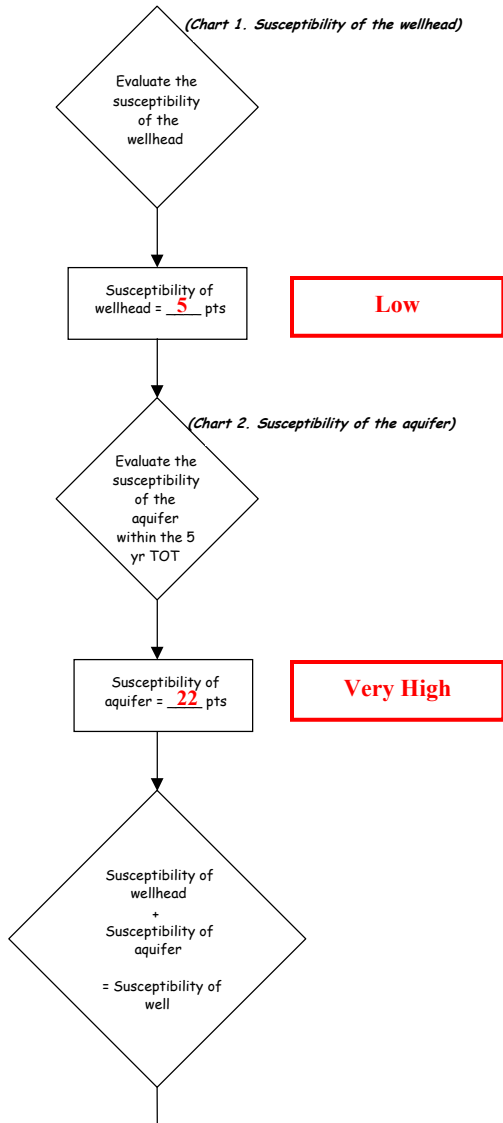 (Chart 1. Susceptibility of the wellhead)
Evaluate the
susceptibility
of the
wellhead
Susceptibility of
wellhead = __5__ pts
Low
(Chart 2. Susceptibility of the aquifer)
Evaluate the
susceptibility
of the
aquifer
within the 5
yr TOT
Susceptibility of
aquifer = __22__ pts
Very High
Susceptibility of
wellhead
+
Susceptibility of
aquifer
= Susceptibility of
well